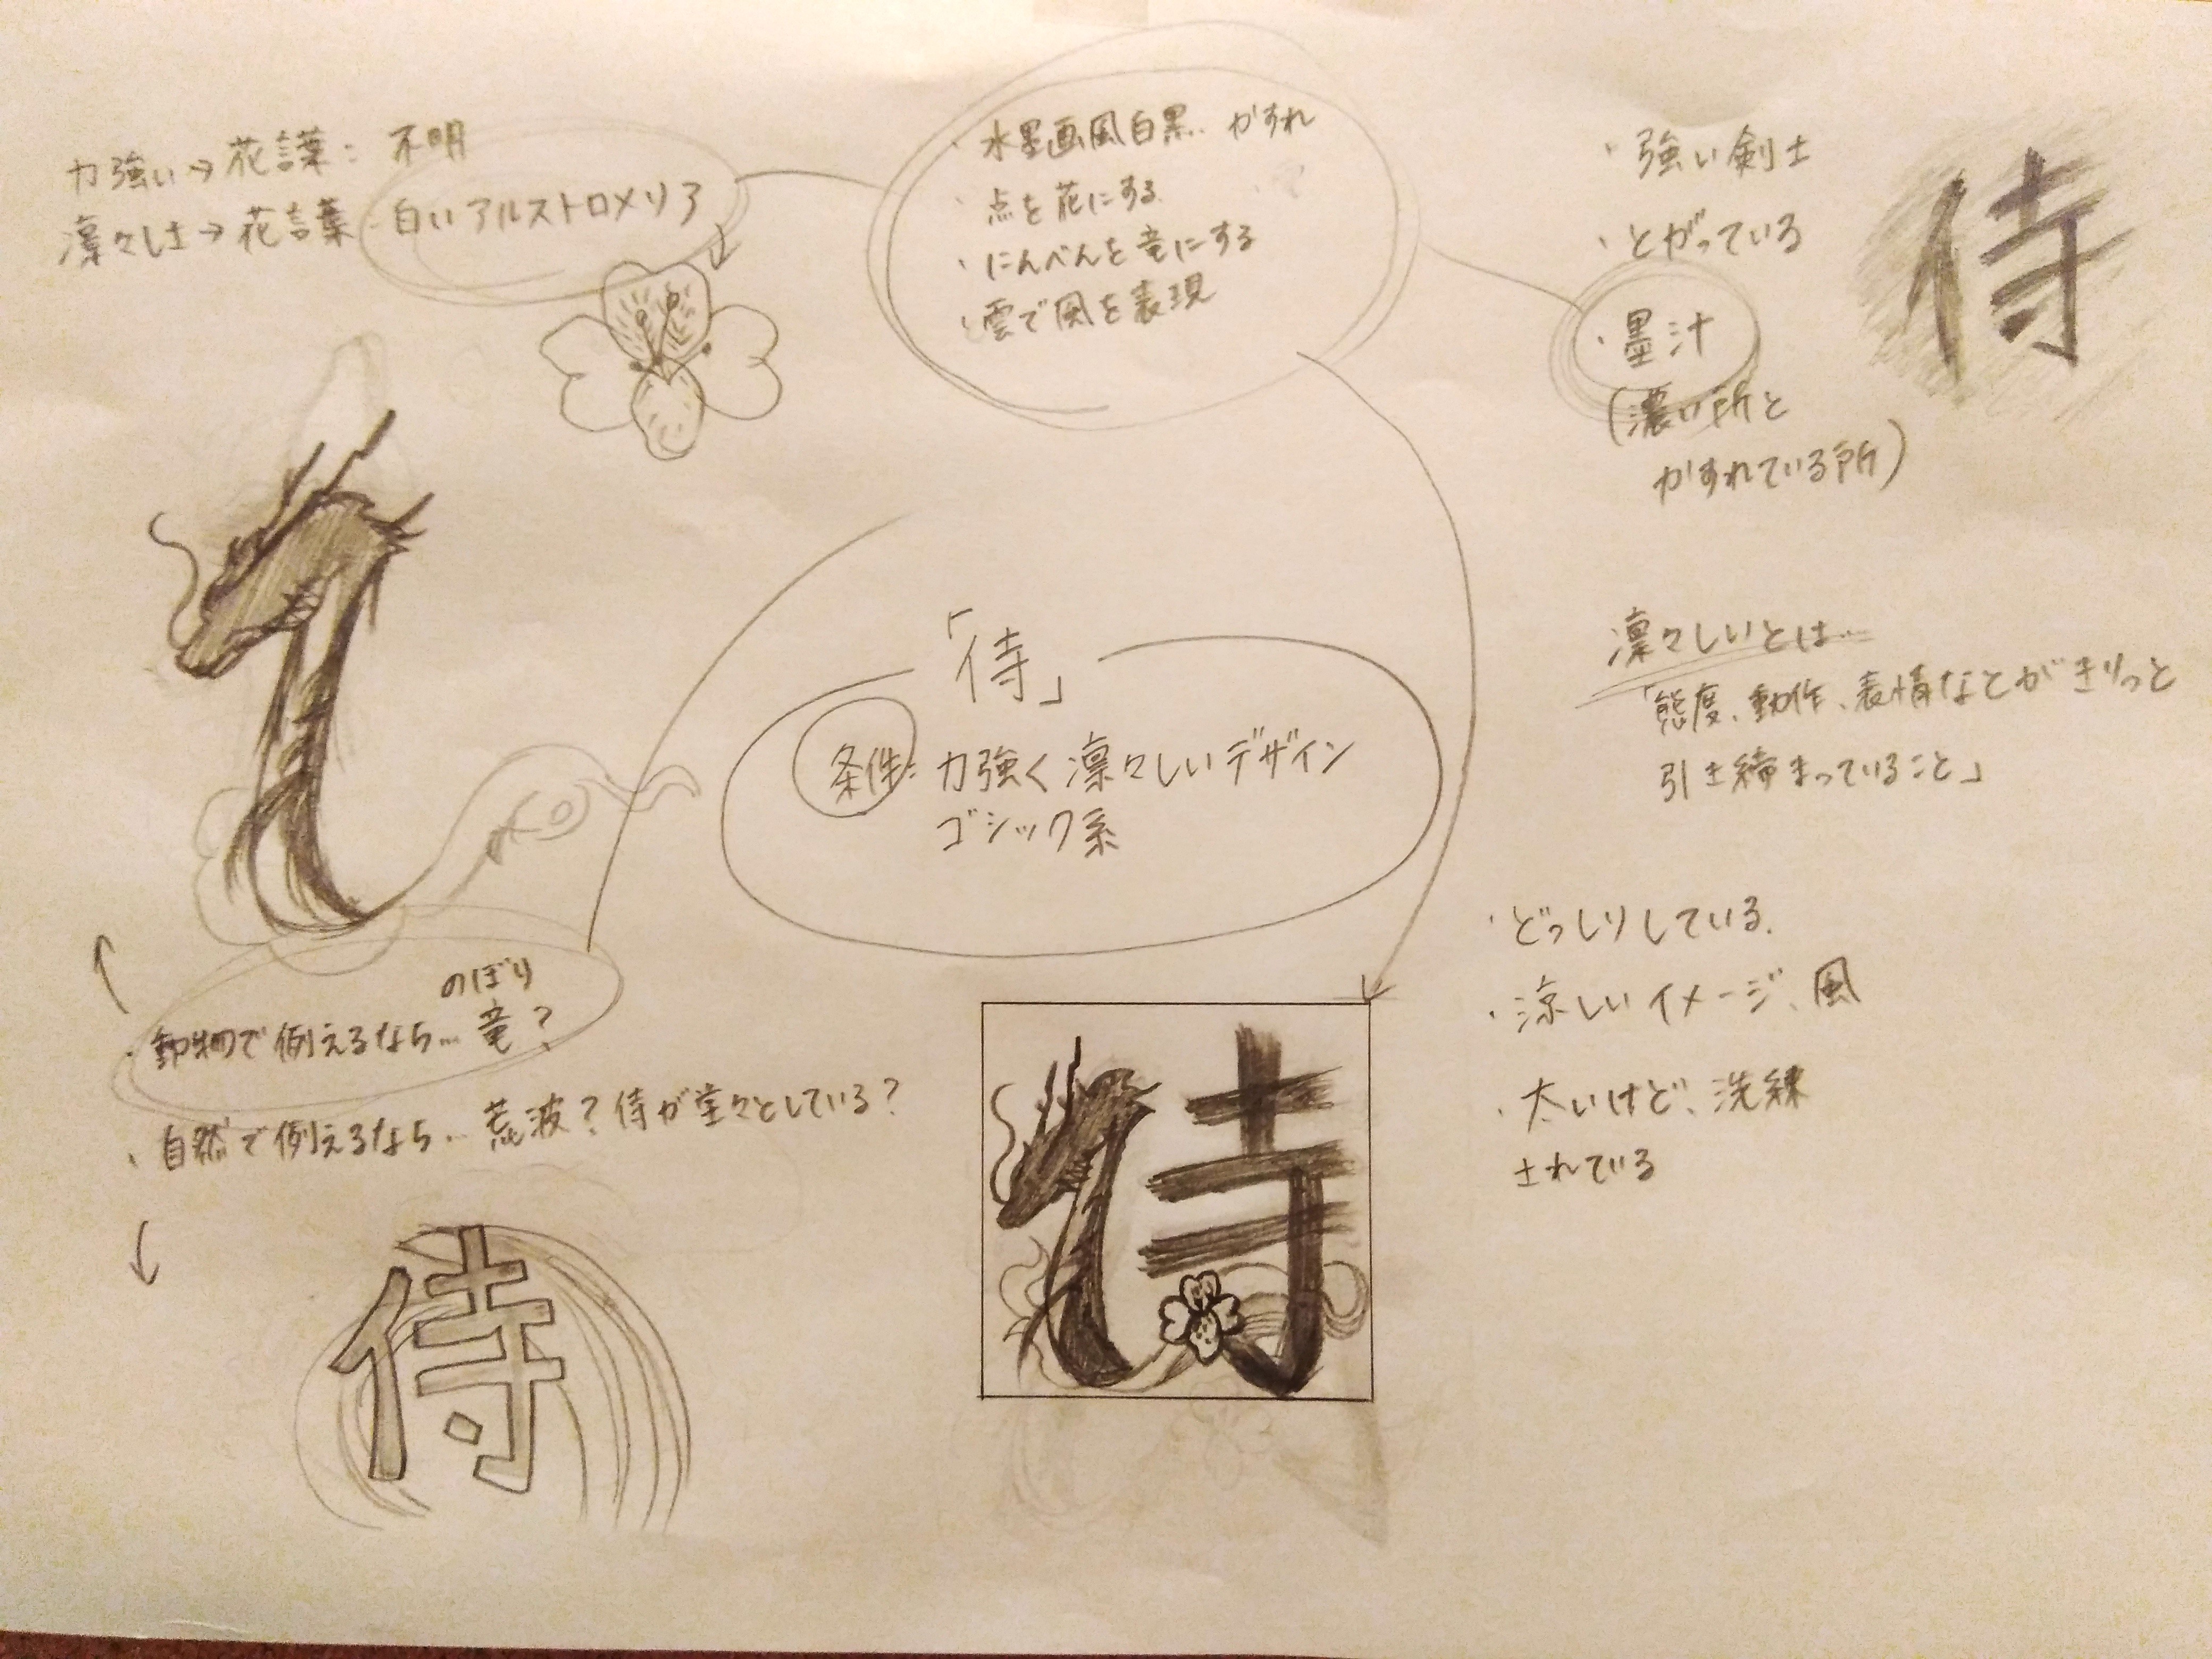 力強い→花言葉：不明
凛々しさ→花言葉：白いアルストロメリア
・水墨画風白黒、かすれ
・点を花にする
・にんべんを竜にする
・雲で風を表現
・強い剣士
・とがっている
・墨汁
(濃い所と
かすれている所)
侍
凛々しいとは…
「態度、動作、表情などがきりっと
引き締まっていること」
「侍」
条件：力強く凛々しいデザイン
ゴシック系
・どっしりしている.
・涼しいイメージ、風
・太いけど、洗練
されている
のぼり
・動物で例えるなら…竜？
・自然で例えるなら…荒波？侍が堂々としている？
侍
侍